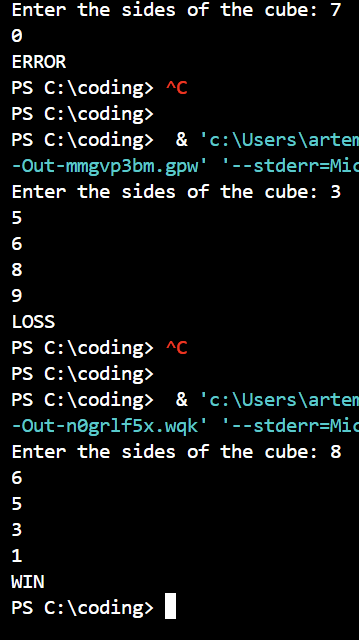 Enter the sides of the cube: 7
0
ERROR
PS C:\coding> ^C
PS C:\coding>
PS C:\coding>  & 'c:\Users\artem
-Out-mmgvp3bm.gpw' '--stderr=Mic
Enter the sides of the cube: 3
5
6
8
9
LOSS
PS C:\coding> ^C
PS C:\coding>
PS C:\coding>  & 'c:\Users\artem
-Out-n0grlf5x.wqk' '--stderr=Mic
Enter the sides of the cube: 8
6
5
3
1
WIN
PS C:\coding>